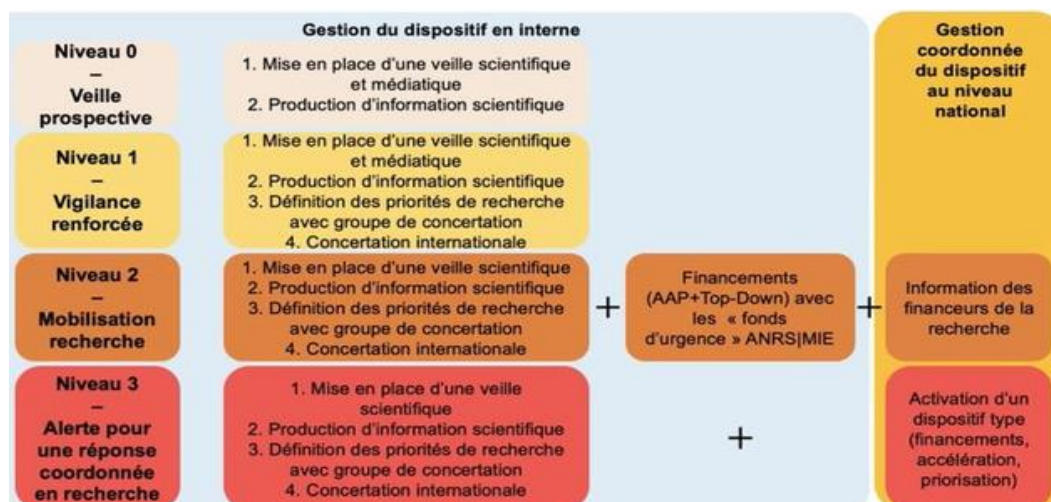 Gestion du dispositif en interne
Gestion
coordonnée
du dispositif
au niveau
national
Niveau 0
–
Veille
prospective
1. Mise en place d'une veille scientifique
et médiatique
2. Production d'information scientifique
Niveau 1
–
Vigilance
renforcée
1. Mise en place d'une veille scientifique
et médiatique
2. Production d'information scientifique
3. Définition des priorités de recherche
avec groupe de concertation
4. Concertation internationale
Niveau 2
–
Mobilisation
recherche
1. Mise en place d'une veille scientifique
2. Production d'information scientifique
3. Définition des priorités de recherche
avec groupe de concertation
4. Concertation internationale
+
Financements
(AAP+Top-Down) avec
les « fonds
d'urgence » ANRS|MIE
+
Information des
financeurs de la
recherche
Niveau 3
–
Alerte pour
une réponse
coordonnée
en recherche
1. Mise en place d'une veille
scientifique
2. Production d'information scientifique
3. Définition des priorités de recherche
avec groupe de concertation
4. Concertation internationale
+
Activation d'un
dispositif type
(financements,
accélération,
priorisation)